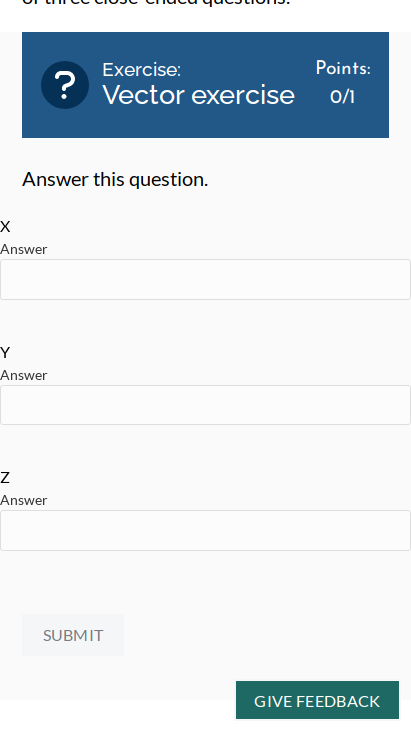 of three close-ended questions.
?
Exercise:
Points:
Vector exercise
0/1
Answer this question.
X
Answer
Y
Answer
Z
Answer
SUBMIT
GIVE FEEDBACK